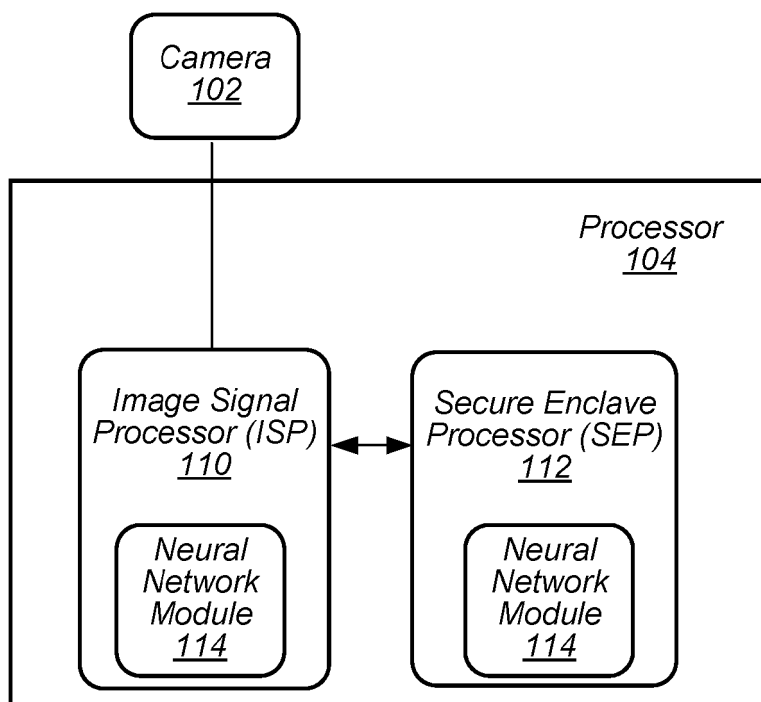 Camera
102
Processor
104
Image Signal
Processor (ISP)
110
Secure Enclave
Processor (SEP)
112
Neural
Network
Module
114
Neural
Network
Module
114